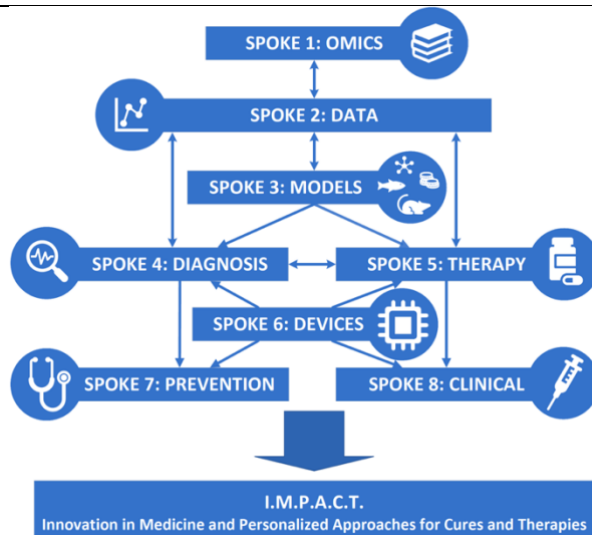 SPOKE 1: OMICS
SPOKE 2: DATA
SPOKE 3: MODELS
SPOKE 4: DIAGNOSIS
SPOKE 5: THERAPY
SPOKE 6: DEVICES
SPOKE 7: PREVENTION
SPOKE 8: CLINICAL
I.M.P.A.C.T.
Innovation in Medicine and Personalized Approaches for Cures and Therapies